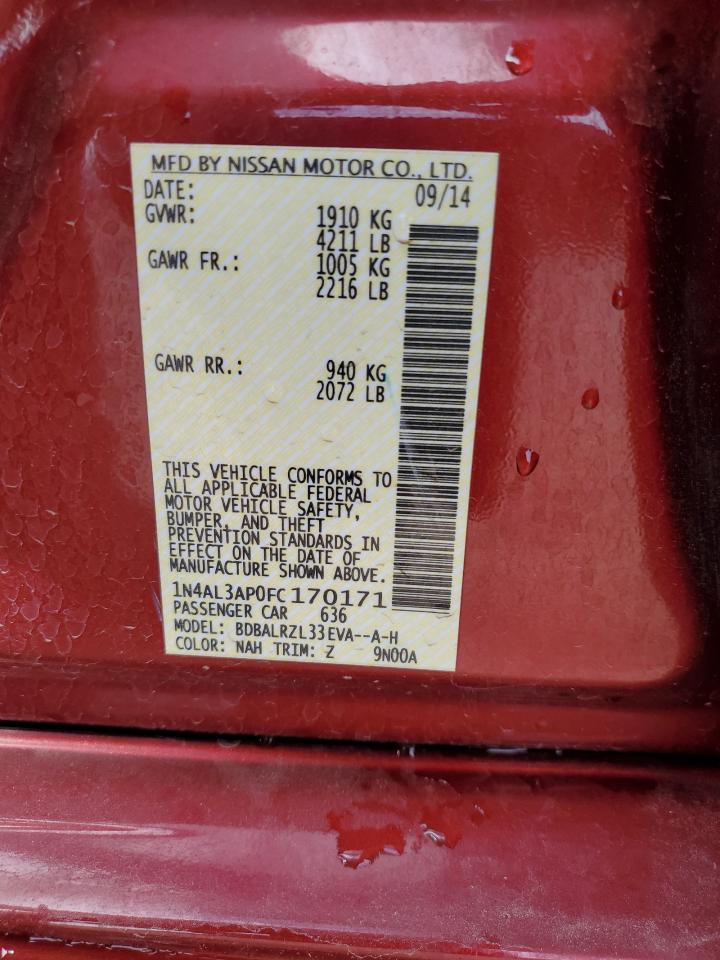 MFD BY NISSAN MOTOR CO., LTD.
DATE: 09/14
GVWR: 1910 KG
4211 LB
GAWR FR.: 1005 KG
2216 LB
GAWR RR.: 940 KG
2072 LB
THIS VEHICLE CONFORMS TO
ALL APPLICABLE FEDERAL
MOTOR VEHICLE SAFETY,
BUMPER, AND THEFT
PREVENTION STANDARDS IN
EFFECT ON THE DATE OF
MANUFACTURE SHOWN ABOVE.
1N4AL3AP0FC170171
PASSENGER CAR 636
MODEL: BDBALRZL33EVA--A-H
COLOR: NAH TRIM: Z 9N00A